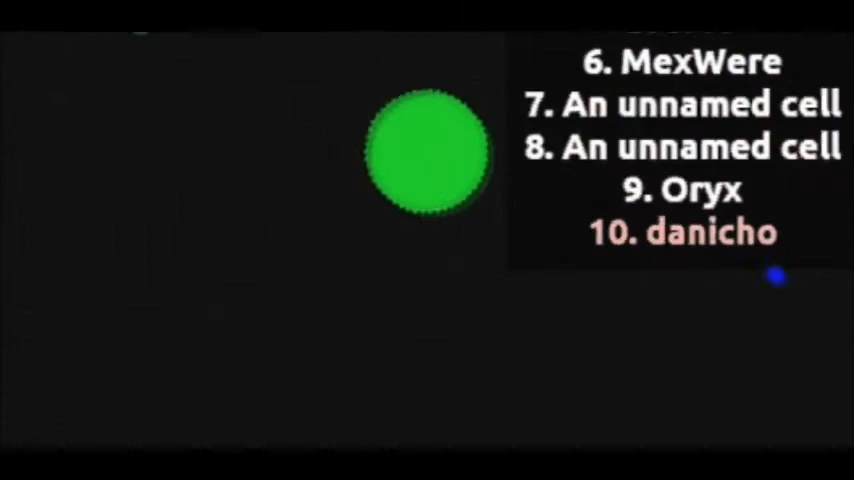 6. MexWere
7. An unnamed cell
8. An unnamed cell
9. Oryx
10. danicho